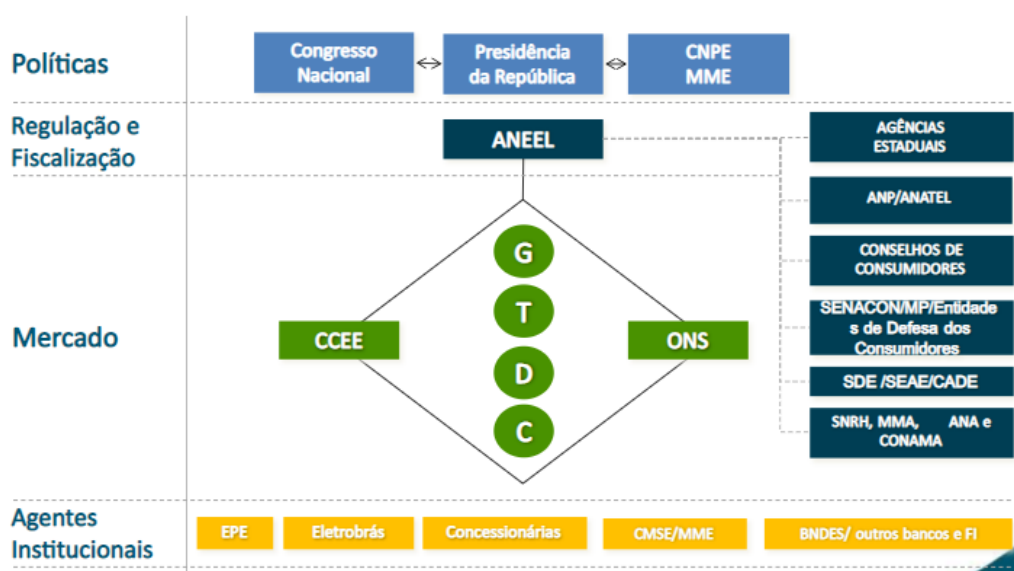 Políticas
Congresso
Nacional
Presidência
da República
CNPE
MME
Regulação e
Fiscalização
ANEEL
AGÊNCIAS
ESTADUAIS
ANP/ANATEL
CONSELHOS DE
CONSUMIDORES
SENACON/MP/Entidade
s de Defesa dos
Consumidores
SDE /SEAE/CADE
SNRH, MMA, ANA e
CONAMA
Mercado
G
T
D
C
CCEE
ONS
Agentes
Institucionais
EPE
Eletrobrás
Concessionárias
CMSE/MME
BNDES/ outros bancos e FI